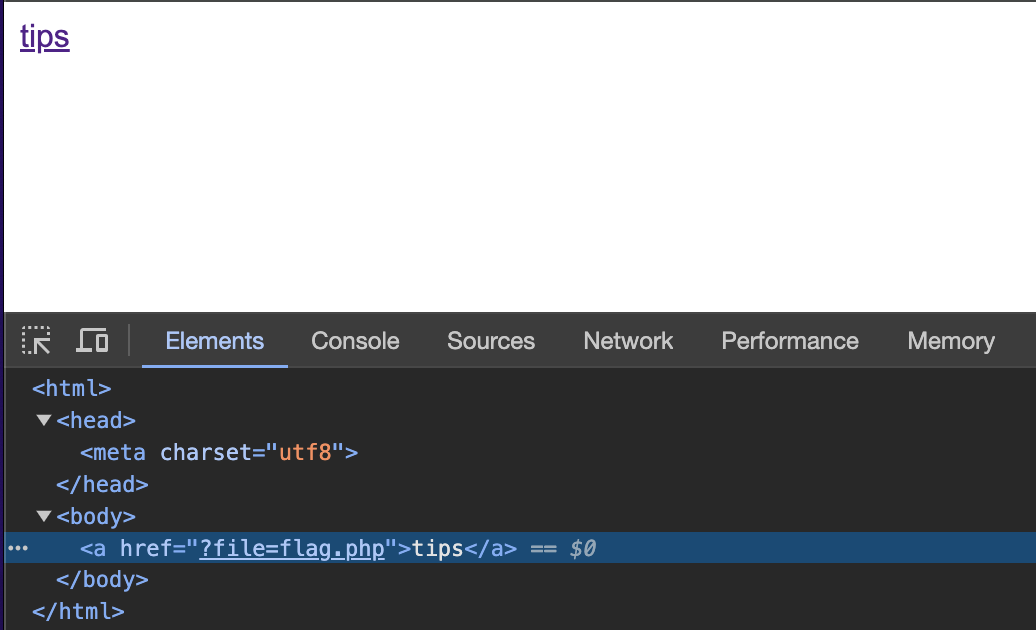 tips
Elements Console Sources Network Performance Memory
<html>
▼<head>
<meta charset="utf8">
</head>
▼<body>
••• <a href="?file=flag.php">tips</a> == $0
</body>
</html>